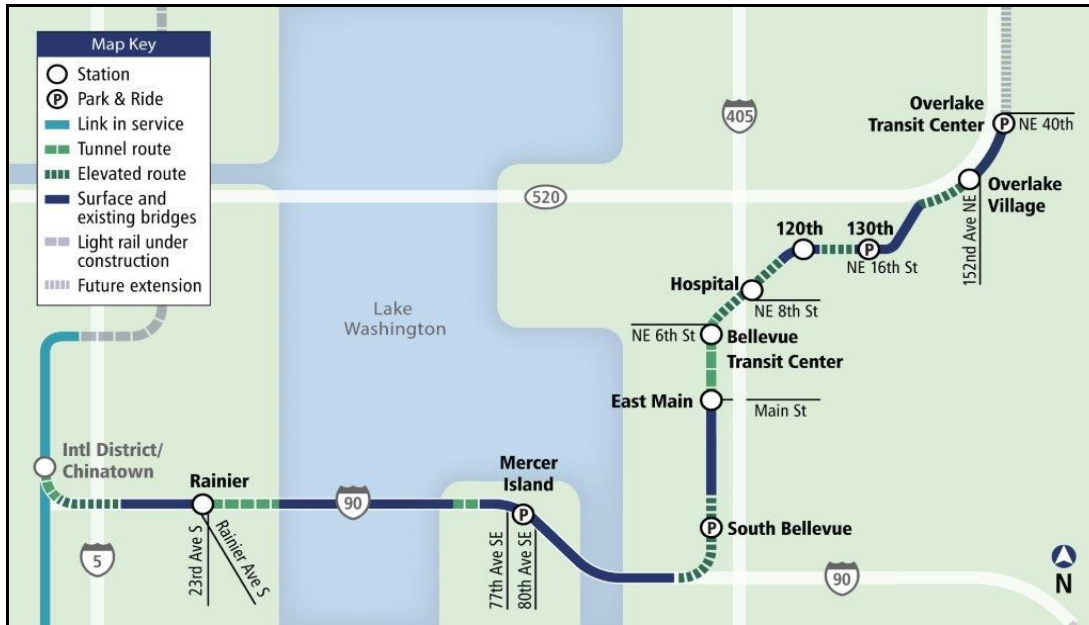 Map Key
Station
P Park & Ride
Link in service
Tunnel route
Elevated route
Surface and
existing bridges
Light rail under
construction
Future extension
405
Overlake
Transit Center
P
NE 40th
520
Overlake
Village
152nd Ave NE
120th
130th
P
NE 16th St
Hospital
NE 8th St
Lake
Washington
NE 6th St
Bellevue
Transit Center
East Main
Main St
Intl District/
Chinatown
Rainier
23rd Ave S
Rainier Ave S
90
Mercer
Island
P
77th Ave SE
80th Ave SE
P
South Bellevue
5
90
N